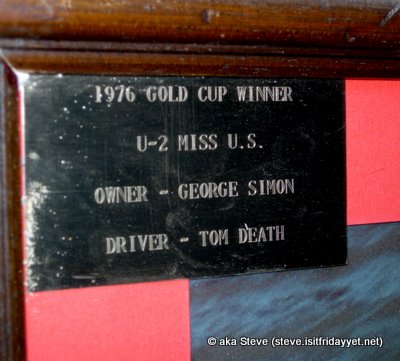 1976 GOLD CUP WINNER
U-2 MISS U.S.
OWNER - GEORGE SIMON
DRIVER - TOM DEATH
© aka Steve (steve.isitfridayyet.net)